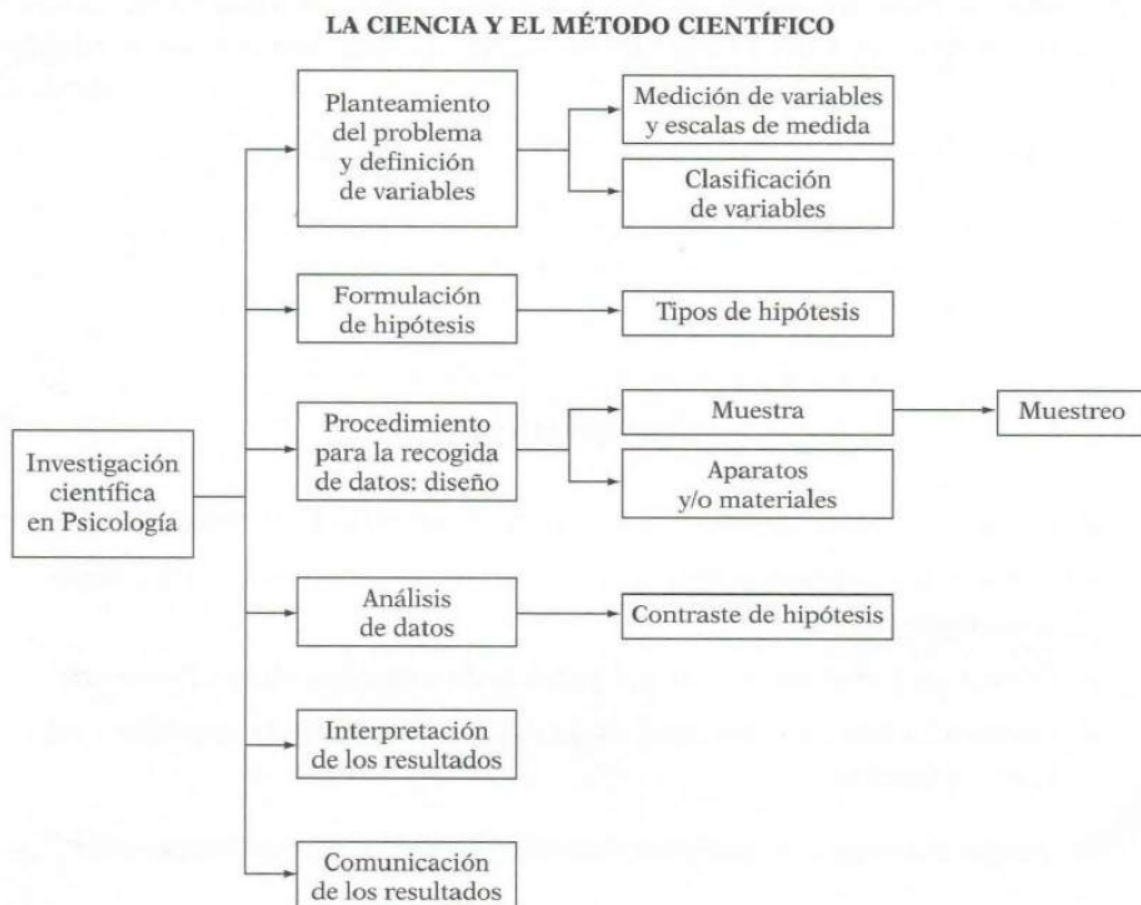 LA CIENCIA Y EL MÉTODO CIENTÍFICO
Planteamiento
del problema
y definición
de variables
Medición de variables
y escalas de medida
Clasificación
de variables
Formulación
de hipótesis
Tipos de hipótesis
Investigación
científica
en Psicología
Procedimiento
para la recogida
de datos: diseño
Muestra
Muestreo
Aparatos
y/o materiales
Análisis
de datos
Contraste de hipótesis
Interpretación
de los resultados
Comunicación
de los resultados